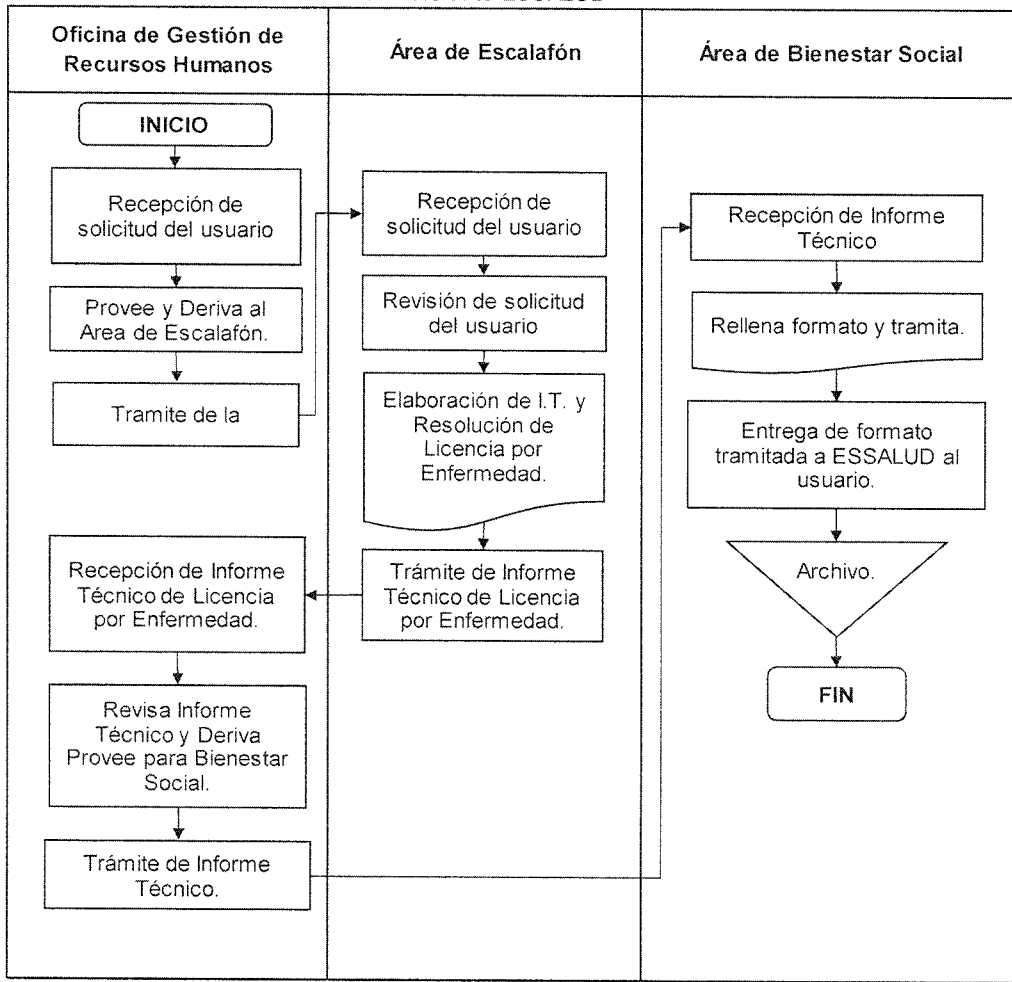 Oficina de Gestión de
Recursos Humanos
Área de Escalafón
Área de Bienestar Social
INICIO
Recepción de
solicitud del usuario
Provee y Deriva al
Area de Escalafón.
Tramite de la
Recepción de Informe
Técnico de Licencia
por Enfermedad.
Revisa Informe
Técnico y Deriva
Provee para Bienestar
Social.
Trámite de Informe
Técnico.
Recepción de
solicitud del usuario
Revisión de solicitud
del usuario
Elaboración de I.T. y
Resolución de
Licencia por
Enfermedad.
Trámite de Informe
Técnico de Licencia
por Enfermedad.
Recepción de Informe
Técnico
Rellena formato y tramita.
Entrega de formato
tramitada a ESSALUD al
usuario.
Archivo.
FIN